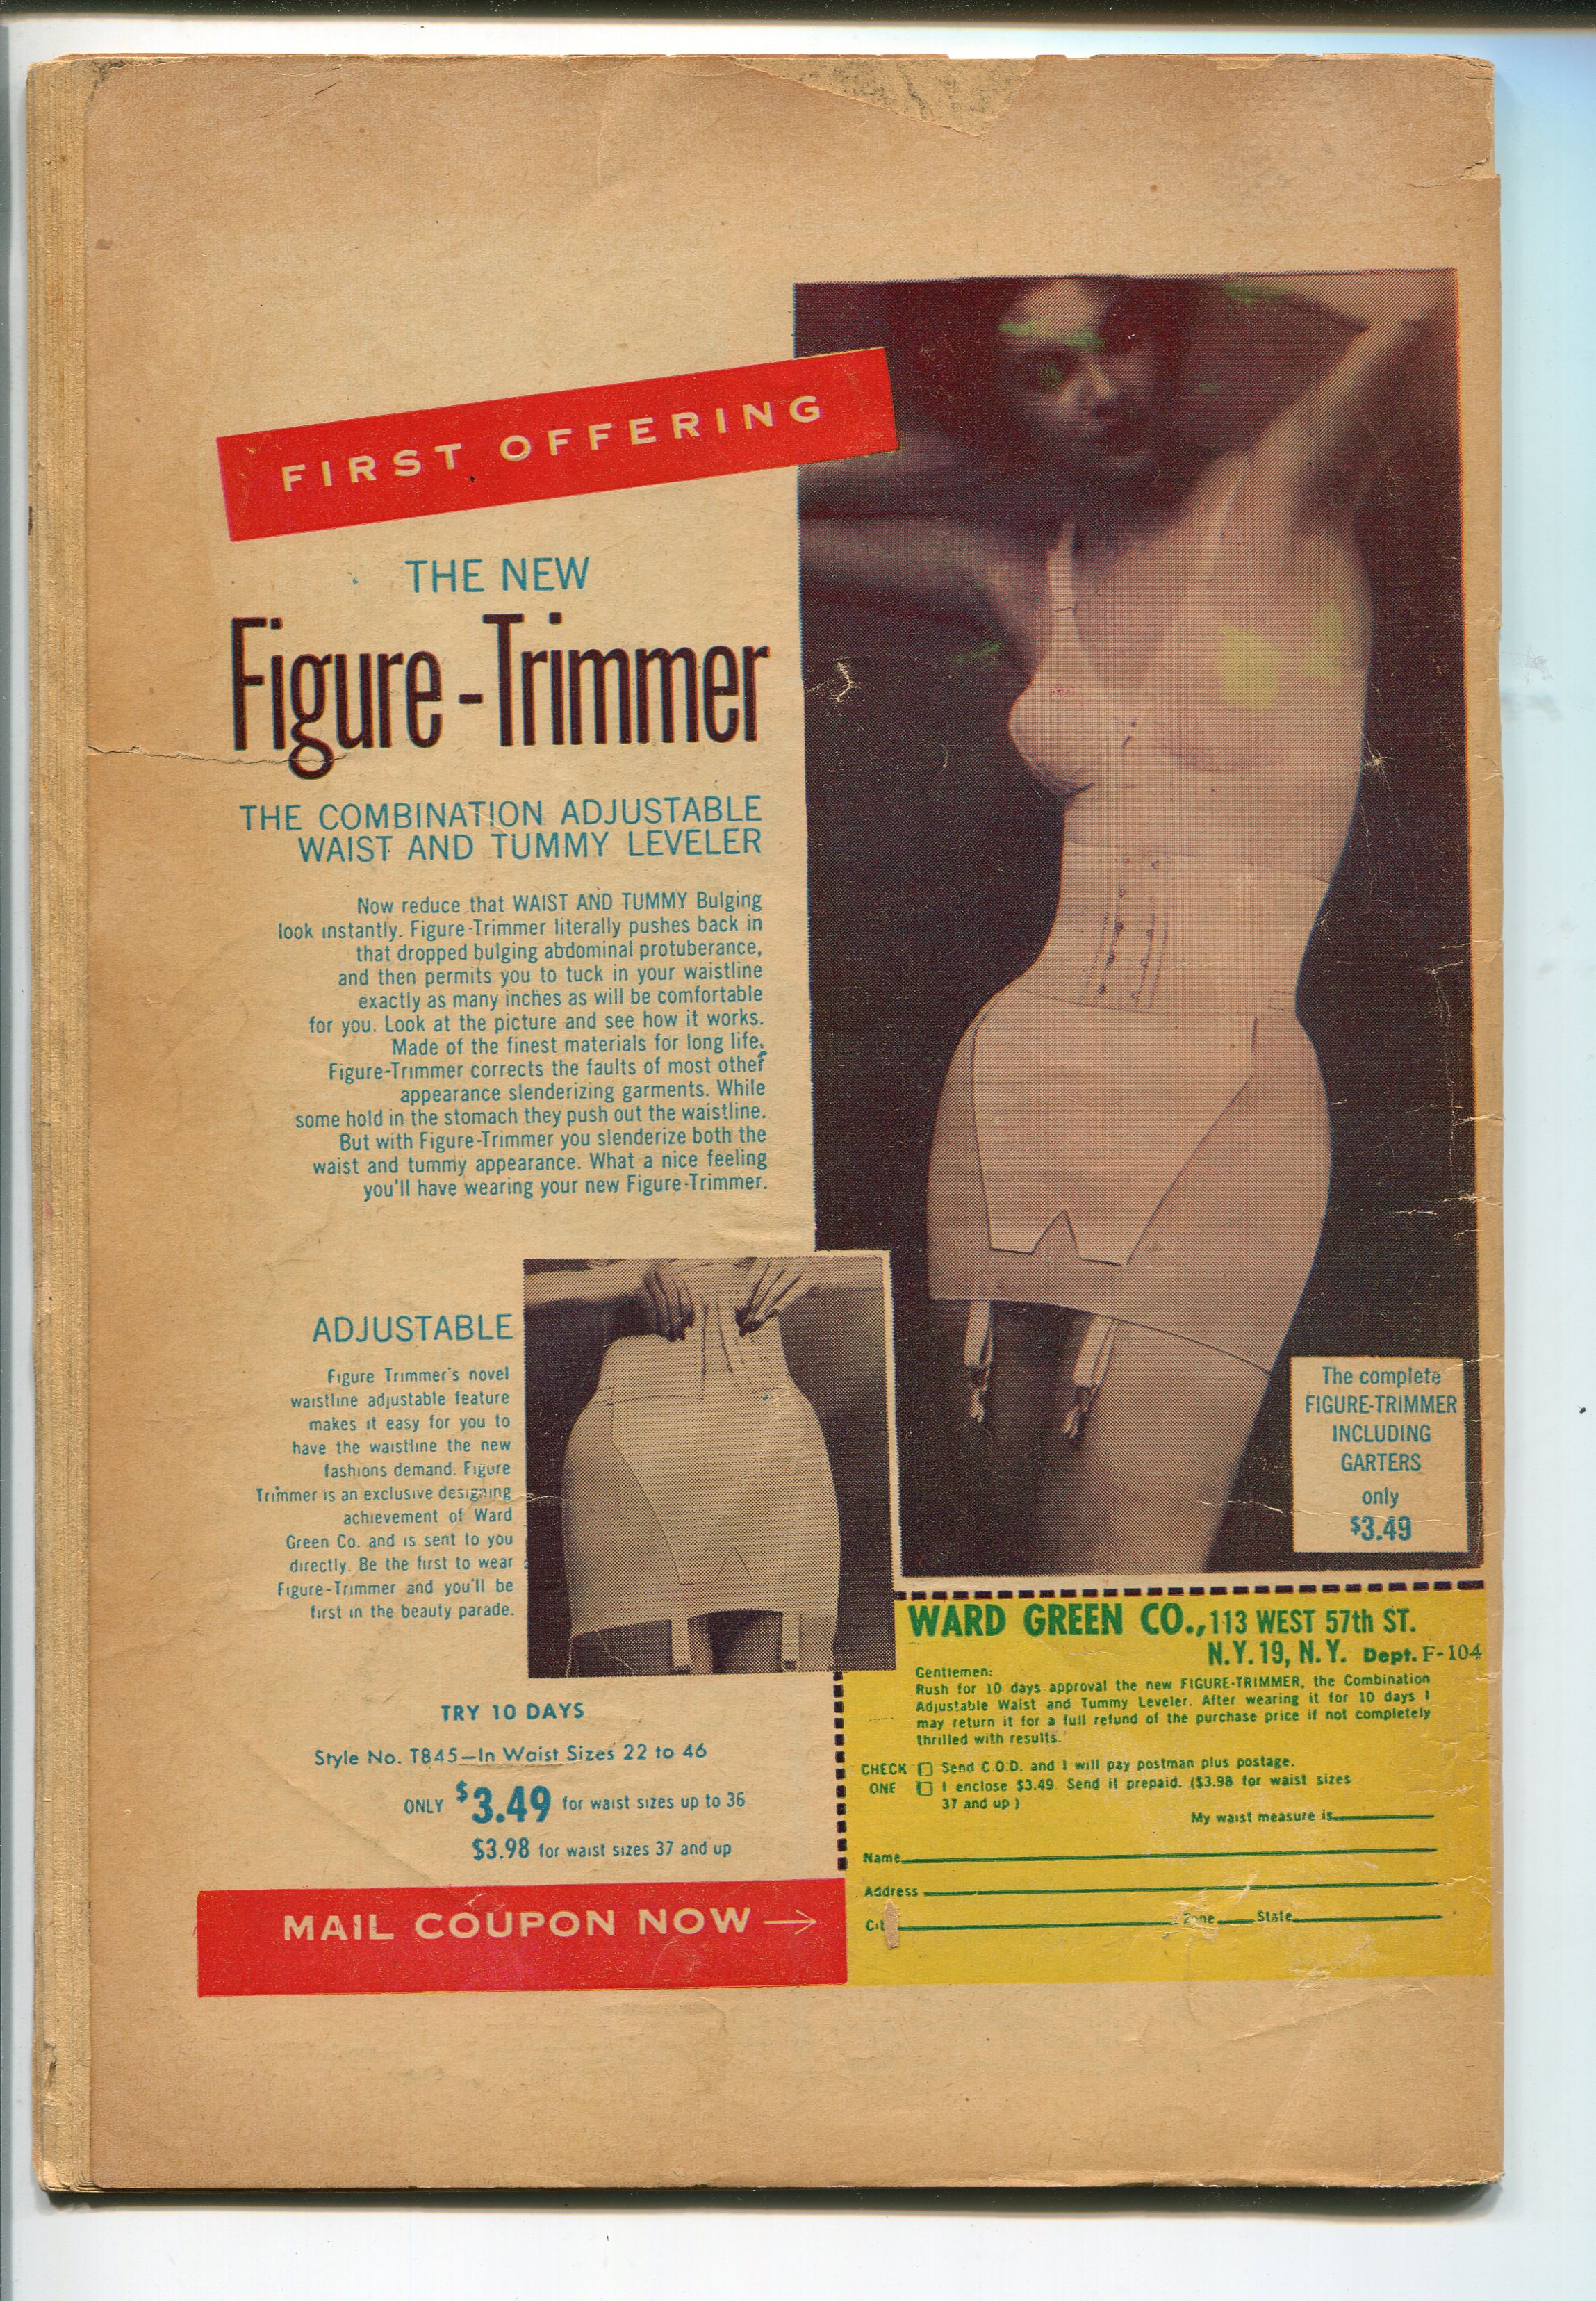 FIRST OFFERING
THE NEW
Figure-Trimmer
THE COMBINATION ADJUSTABLE
WAIST AND TUMMY LEVELER
Now reduce that WAIST AND TUMMY Bulging
look instantly. Figure-Trimmer literally pushes back in
that dropped bulging abdominal protuberance,
and then permits you to tuck in your waistline
exactly as many inches as will be comfortable
for you. Look at the picture and see how it works.
Made of the finest materials for long life,
Figure-Trimmer corrects the faults of most other
appearance slenderizing garments. While
some hold in the stomach they push out the waistline.
But with Figure-Trimmer you slenderize both the
waist and tummy appearance. What a nice feeling
you'll have wearing your new Figure-Trimmer.
ADJUSTABLE
Figure Trimmer's novel
waistline adjustable feature
makes it easy for you to
have the waistline the new
fashions demand. Figure
Trimmer is an exclusive designing
achievement of Ward
Green Co. and is sent to you
directly. Be the first to wear
Figure-Trimmer and you'll be
first in the beauty parade.
The complete
FIGURE-TRIMMER
INCLUDING
GARTERS
only
$3.49
TRY 10 DAYS
Style No. T845—In Waist Sizes 22 to 46
ONLY $3.49 for waist sizes up to 36
$3.98 for waist sizes 37 and up
MAIL COUPON NOW →
WARD GREEN CO., 113 WEST 57th ST.
N.Y. 19, N.Y. Dept. F-104
Gentlemen:
Rush for 10 days approval the new FIGURE-TRIMMER, the Combination
Adjustable Waist and Tummy Leveler. After wearing it for 10 days I
may return it for a full refund of the purchase price if not completely
thrilled with results.
CHECK □ Send C.O.D. and I will pay postman plus postage.
ONE □ I enclose $3.49 Send it prepaid. ($3.98 for waist sizes
37 and up)
My waist measure is
Name
Address
City Zone State